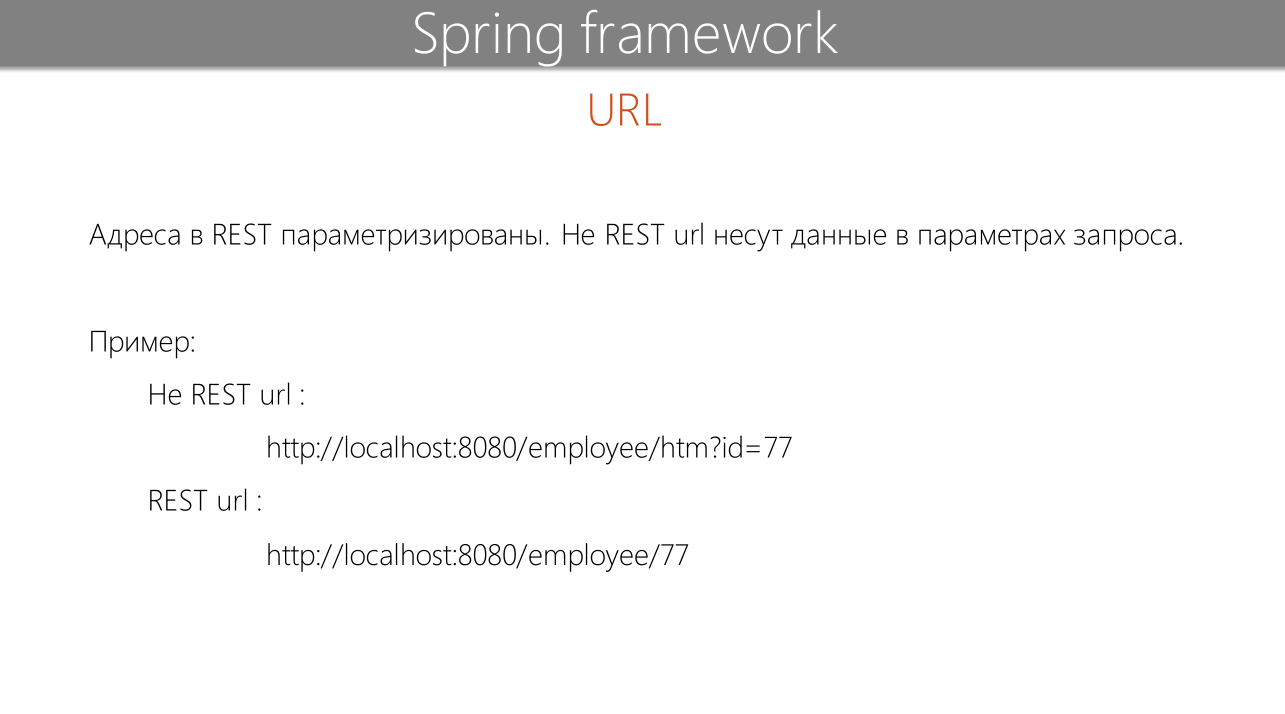 Spring framework
URL
Адреса в REST параметризированы. Не REST url несут данные в параметрах запроса.
Пример:
Не REST url :
http://localhost:8080/employee/htm?id=77
REST url :
http://localhost:8080/employee/77